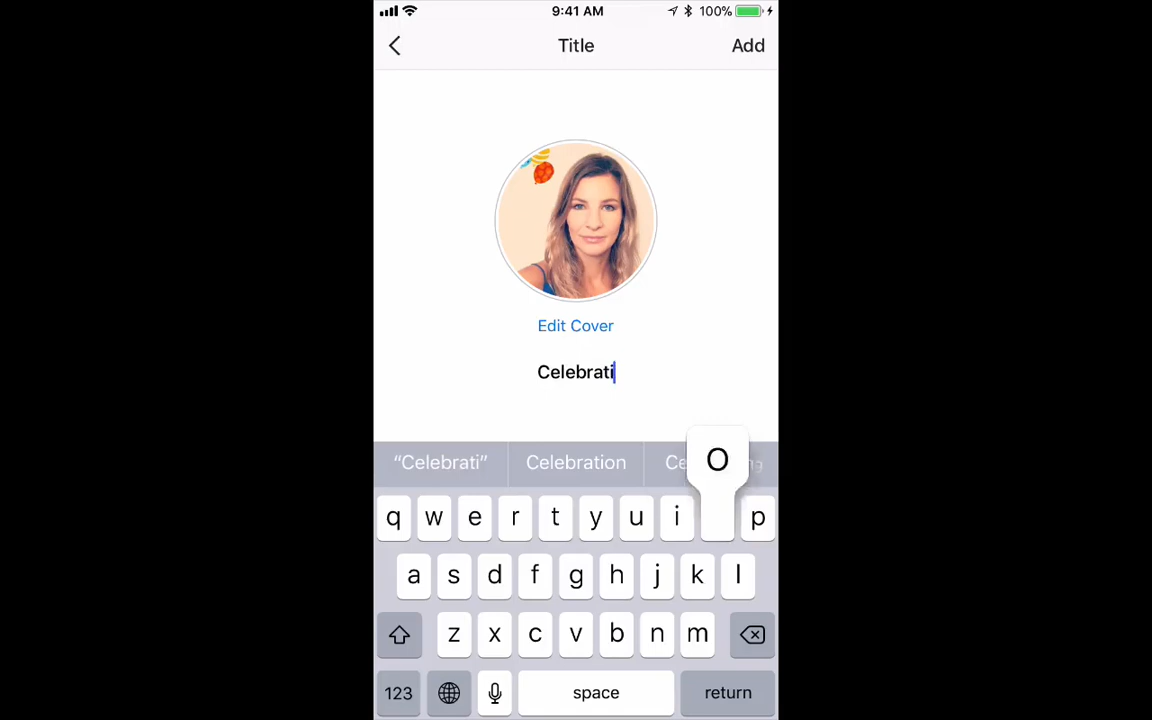 9:41 AM 100%
Title Add
Edit Cover
Celebrati
“Celebrati” Celebration
O
q w e r t y u i p
a s d f g h j k l
z x c v b n m
123 space return